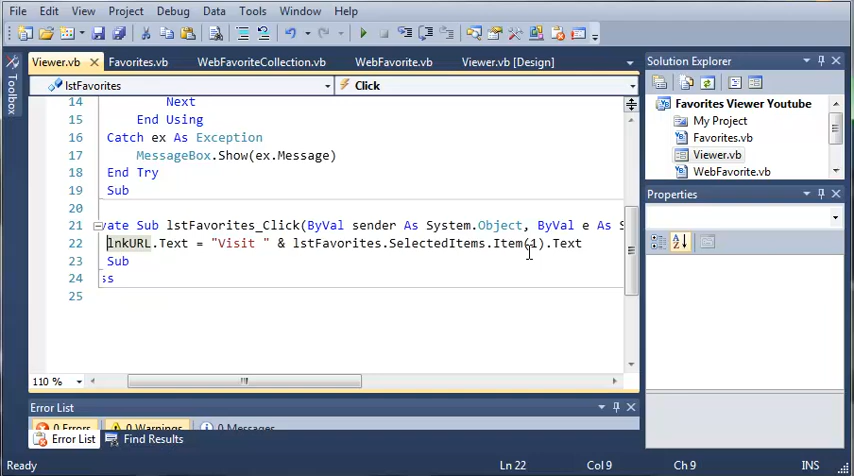 File Edit View Project Debug Data Tools Window Help
Viewer.vb Favorites.vb WebFavoriteCollection.vb WebFavorite.vb Viewer.vb [Design]
lstFavorites Click
14 Next
15 End Using
16 Catch ex As Exception
17 MessageBox.Show(ex.Message)
18 End Try
19 Sub
20
21 vate Sub lstFavorites_Click(ByVal sender As System.Object, ByVal e As S
22 lnkURL.Text = "Visit " & lstFavorites.SelectedItems.Item(1).Text
23 Sub
24 ss
25
110 %
Toolbox
Solution Explorer
Favorites Viewer Youtube
My Project
Favorites.vb
Viewer.vb
WebFavorite.vb
Properties
Error List
0 Errors 0 Warnings 0 Messages
Error List Find Results
Ready Ln 22 Col 9 Ch 9 INS